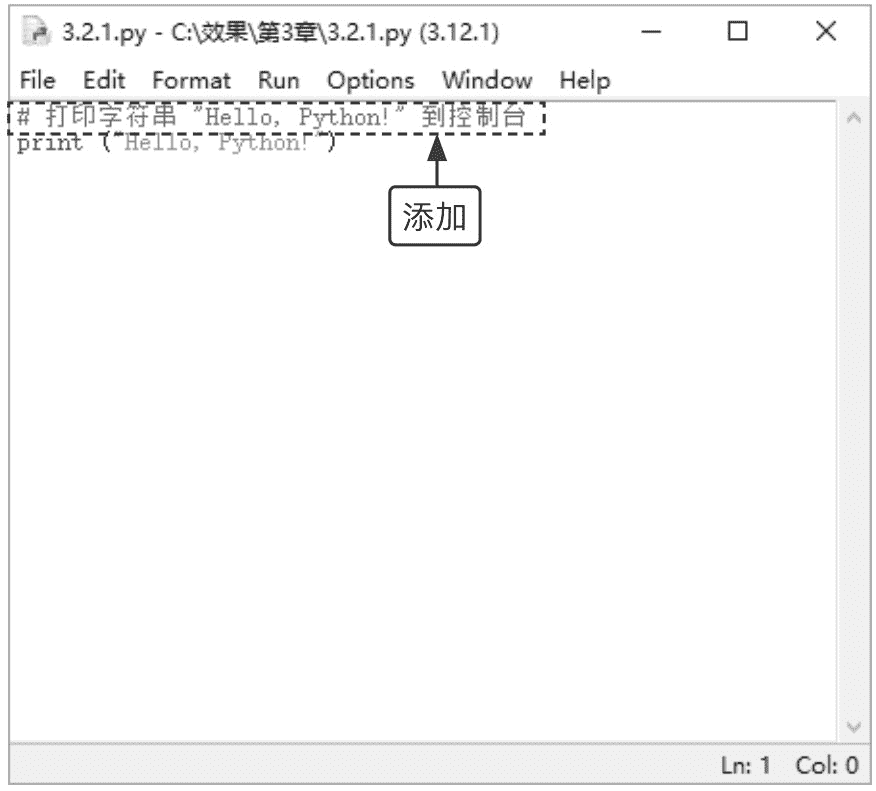 3.2.1.py - C:\效果\第3章\3.2.1.py (3.12.1)
File Edit Format Run Options Window Help
# 打印字符串 "Hello, Python!" 到控制台
print ("Hello, Python!")
添加
Ln: 1 Col: 0